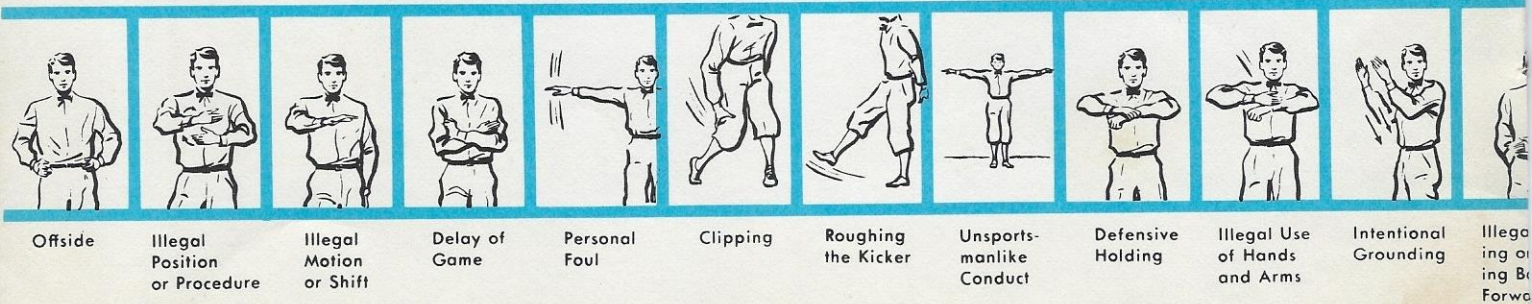 Offside
Illegal
Position
or Procedure
Illegal
Motion
or Shift
Delay of
Game
Personal
Foul
Clipping
Roughing
the Kicker
Unsports-
manlike
Conduct
Defensive
Holding
Illegal Use
of Hands
and Arms
Intentional
Grounding
ing